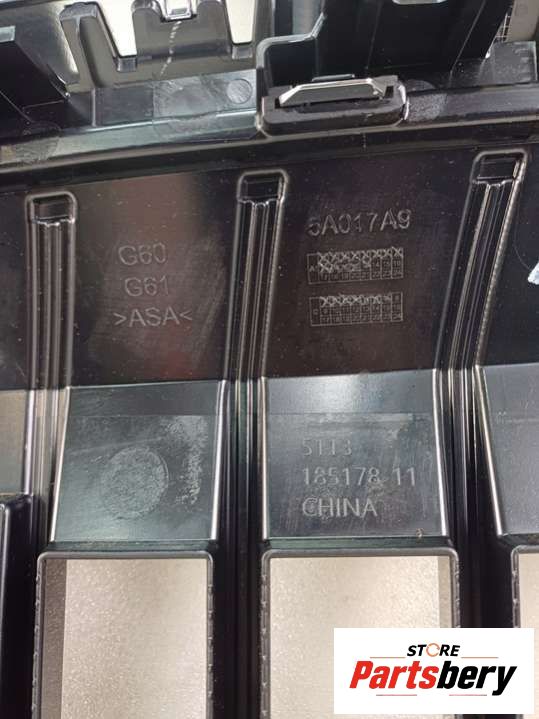 5A017A9
G60
G61
>ASA<
5113
185178 11
CHINA
STORE
Partsbery